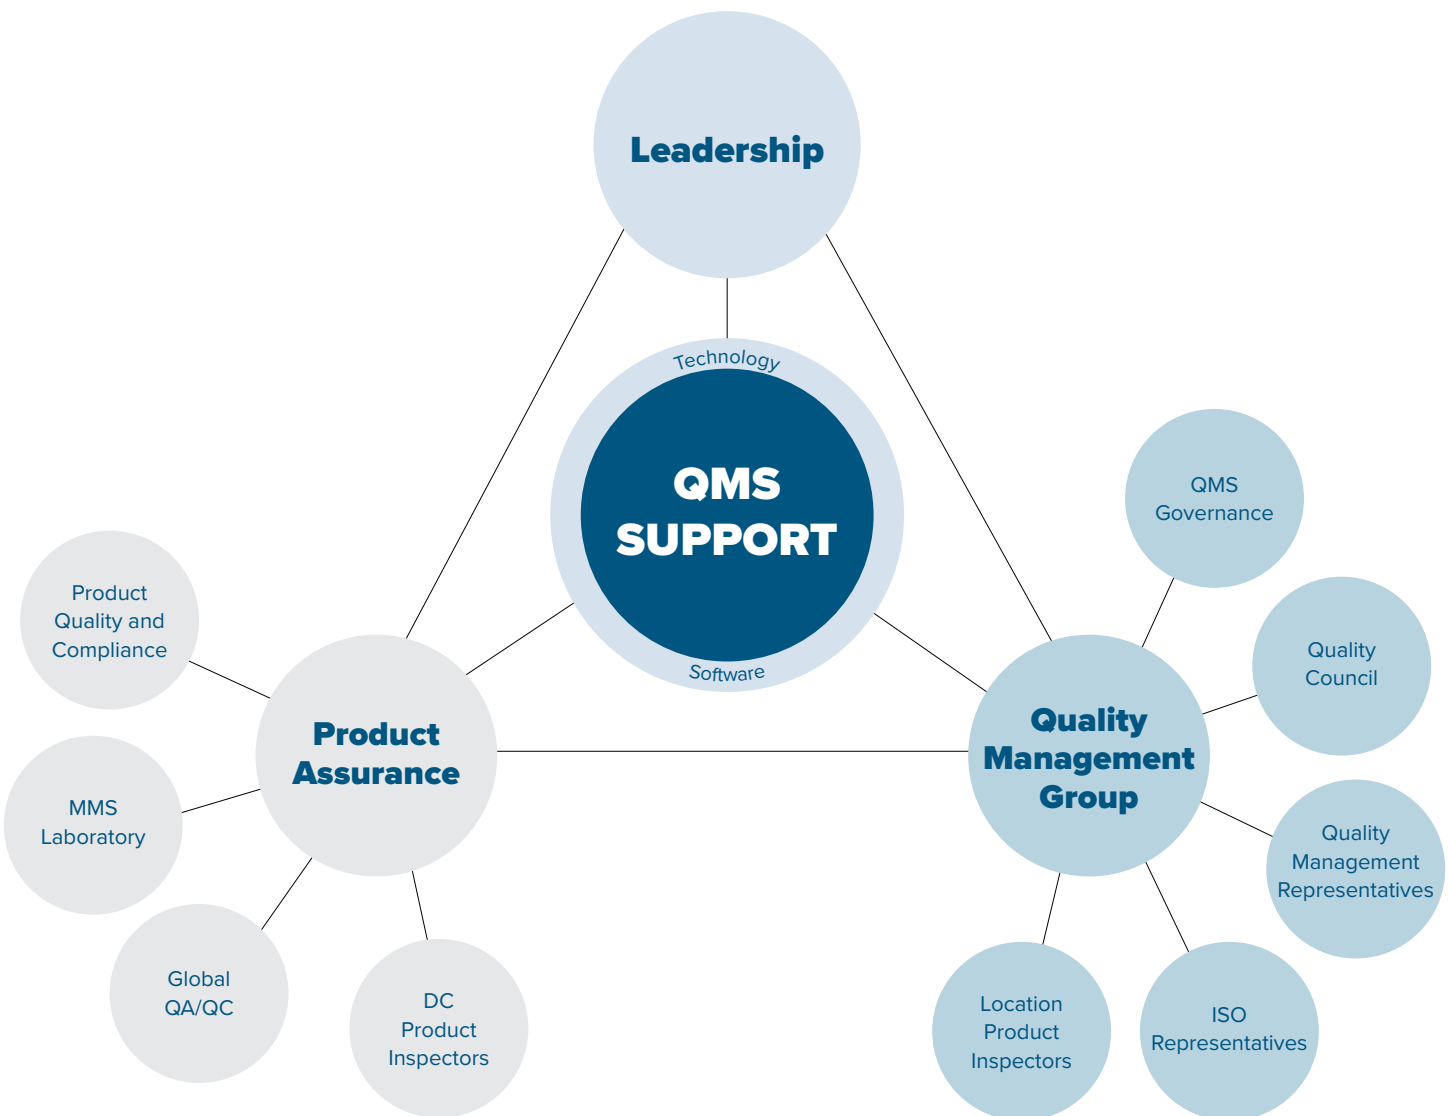 Leadership
Technology
QMS
SUPPORT
Software
Product
Assurance
Product
Quality and
Compliance
MMS
Laboratory
Global
QA/QC
DC
Product
Inspectors
Quality
Management
Group
QMS
Governance
Quality
Council
Quality
Management
Representatives
ISO
Representatives
Location
Product
Inspectors